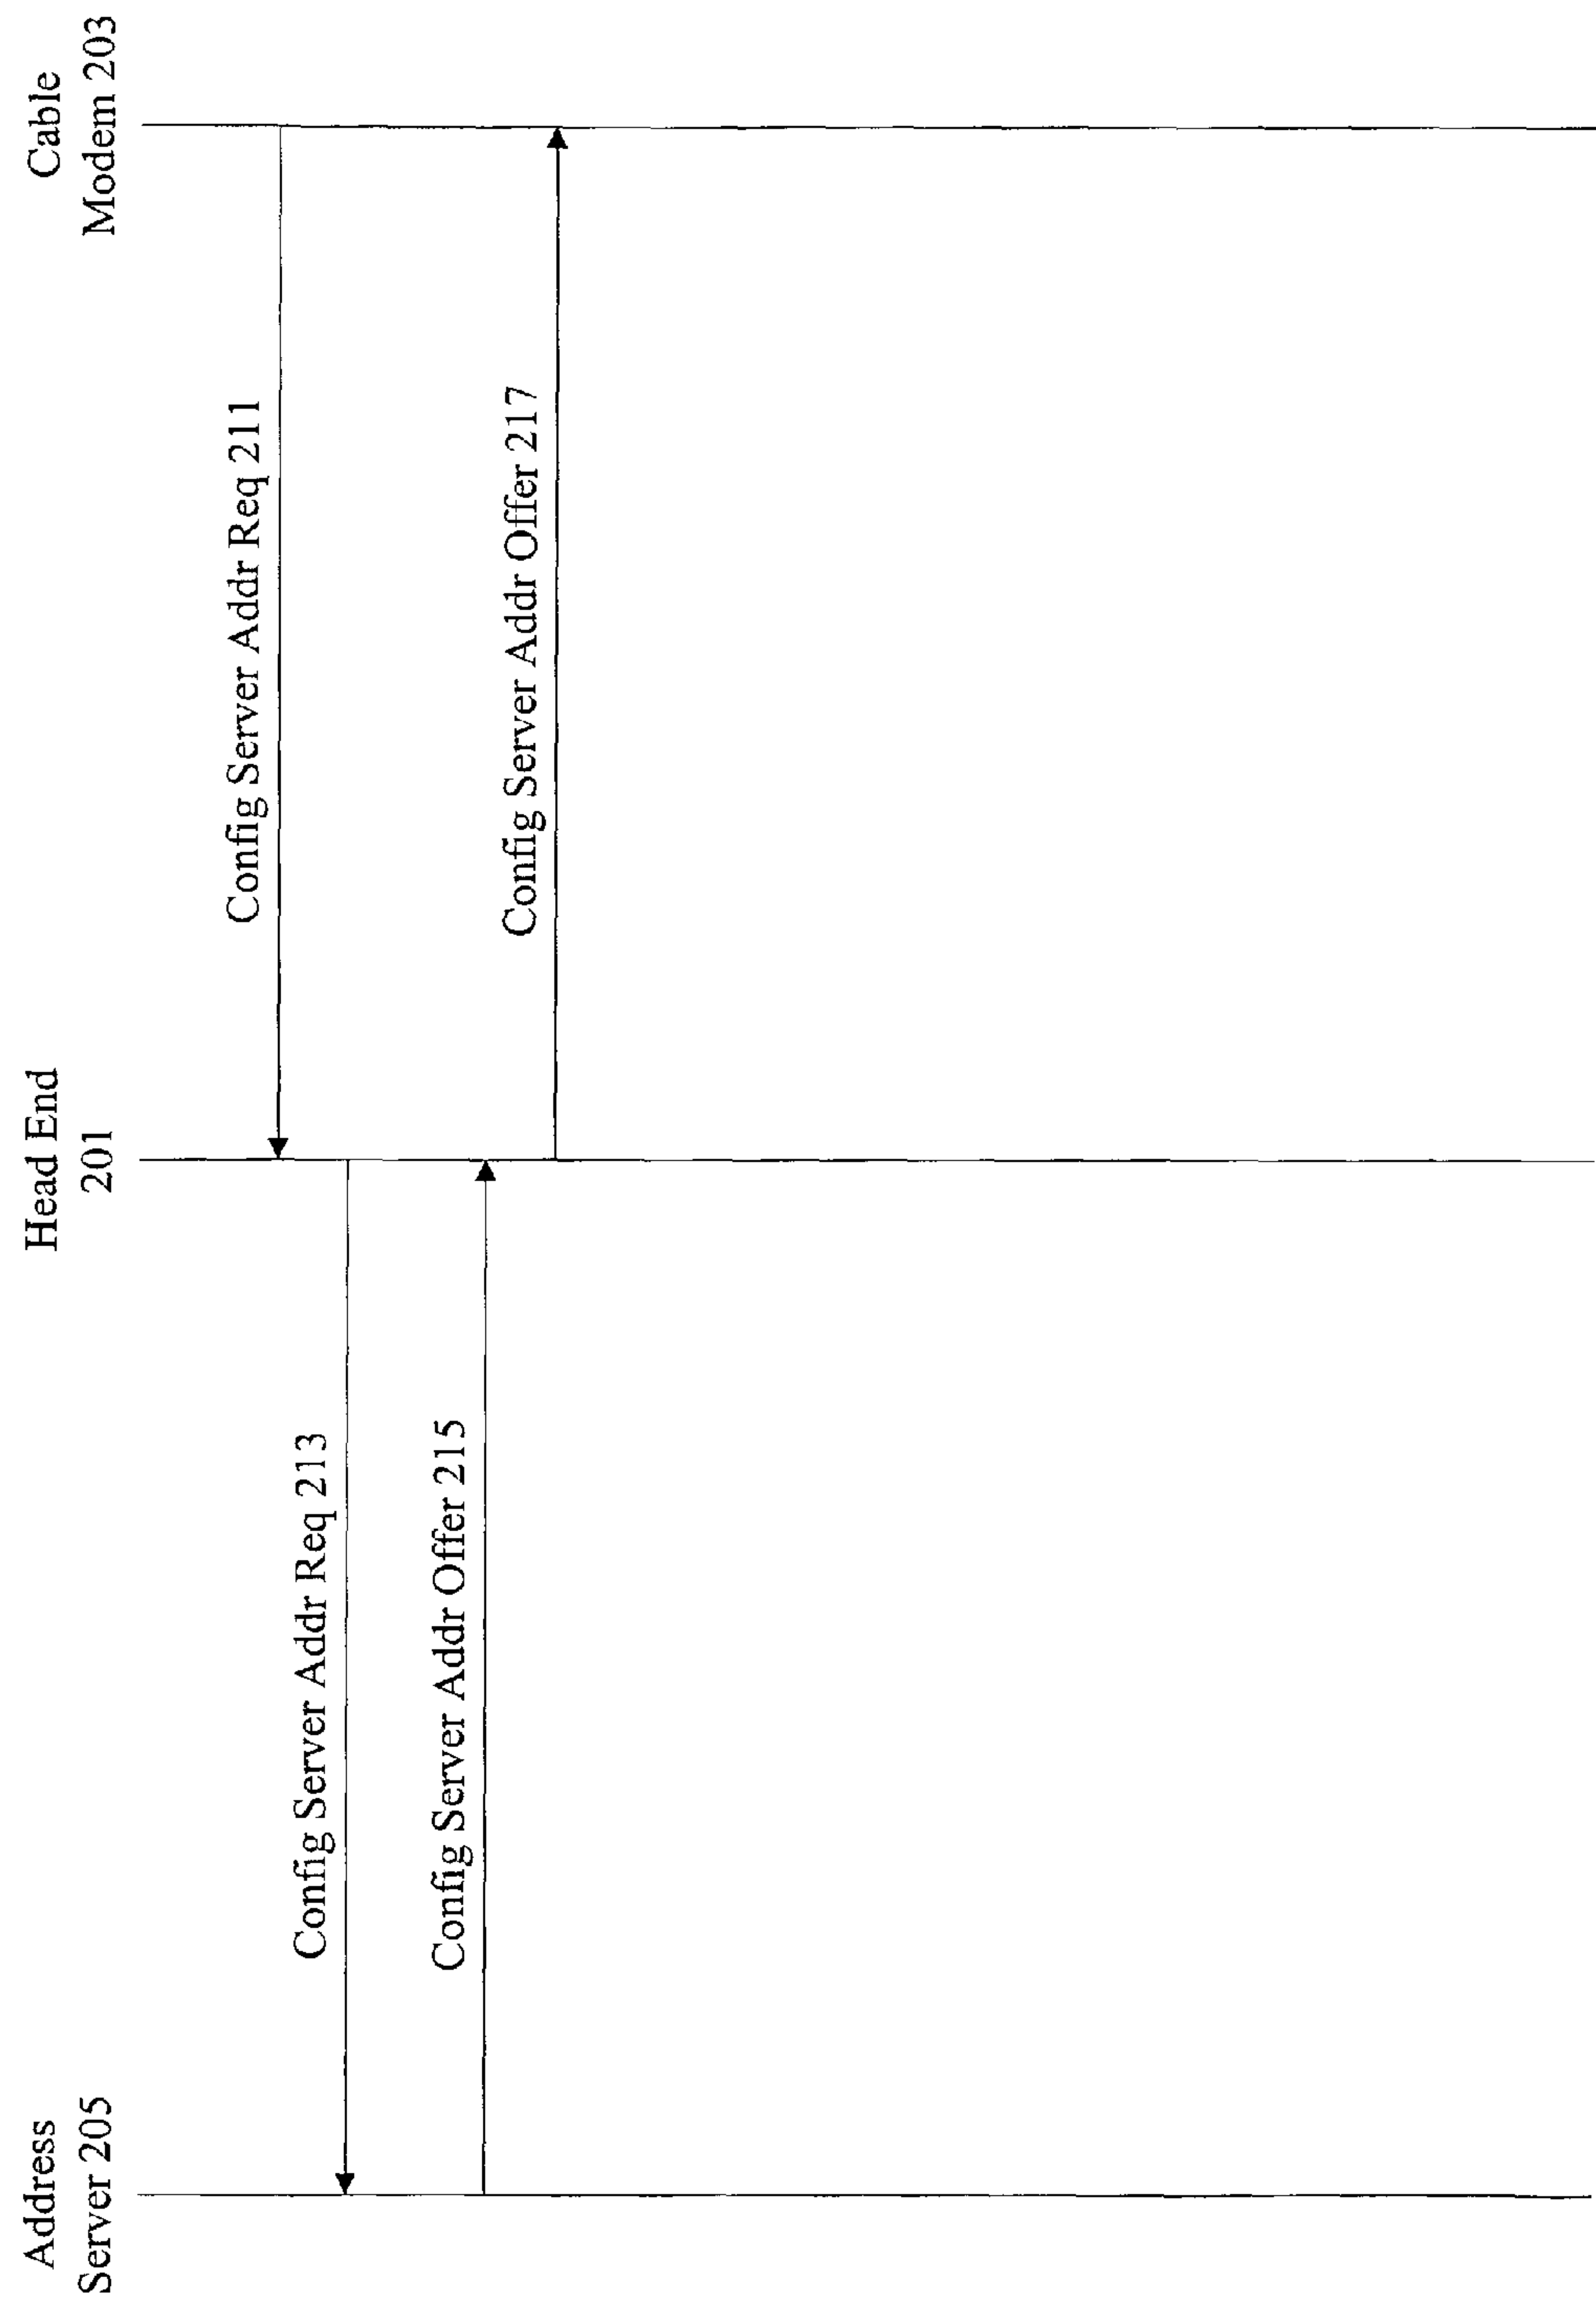 Address
Server 205
Head End
201
Cable
Modem 203
Config Server Addr Req 211
Config Server Addr Req 213
Config Server Addr Offer 215
Config Server Addr Offer 217